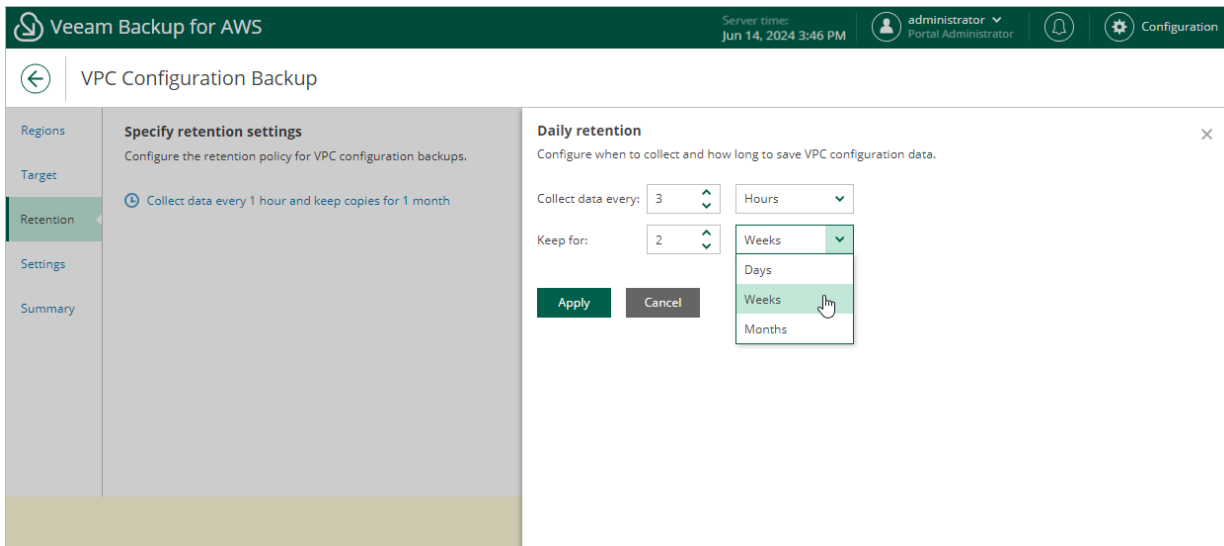 Veeam Backup for AWS
Server time:
Jun 14, 2024 3:46 PM
administrator
Portal Administrator
Configuration
VPC Configuration Backup
Regions
Target
Retention
Settings
Summary
Specify retention settings
Configure the retention policy for VPC configuration backups.
Collect data every 1 hour and keep copies for 1 month
Daily retention
Configure when to collect and how long to save VPC configuration data.
Collect data every: 3 Hours
Keep for: 2 Weeks
Days
Weeks
Months
Apply Cancel